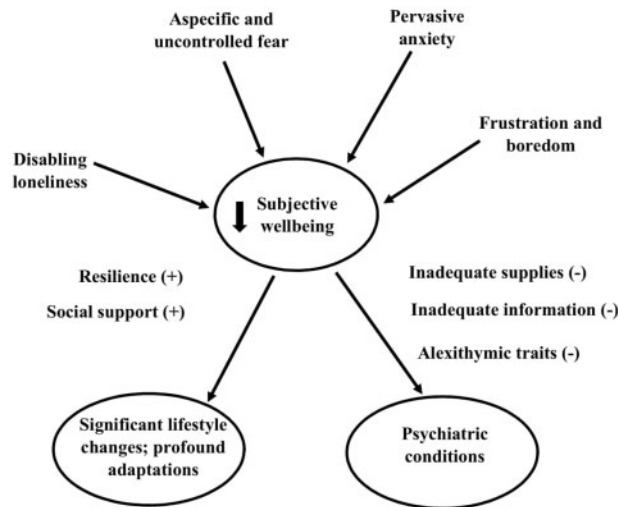 Aspecific and
uncontrolled fear
Pervasive
anxiety
Frustration and
boredom
Disabling
loneliness
Subjective
wellbeing
Resilience (+)
Social support (+)
Inadequate supplies (-)
Inadequate information (-)
Alexithymic traits (-)
Significant lifestyle
changes; profound
adaptations
Psychiatric
conditions